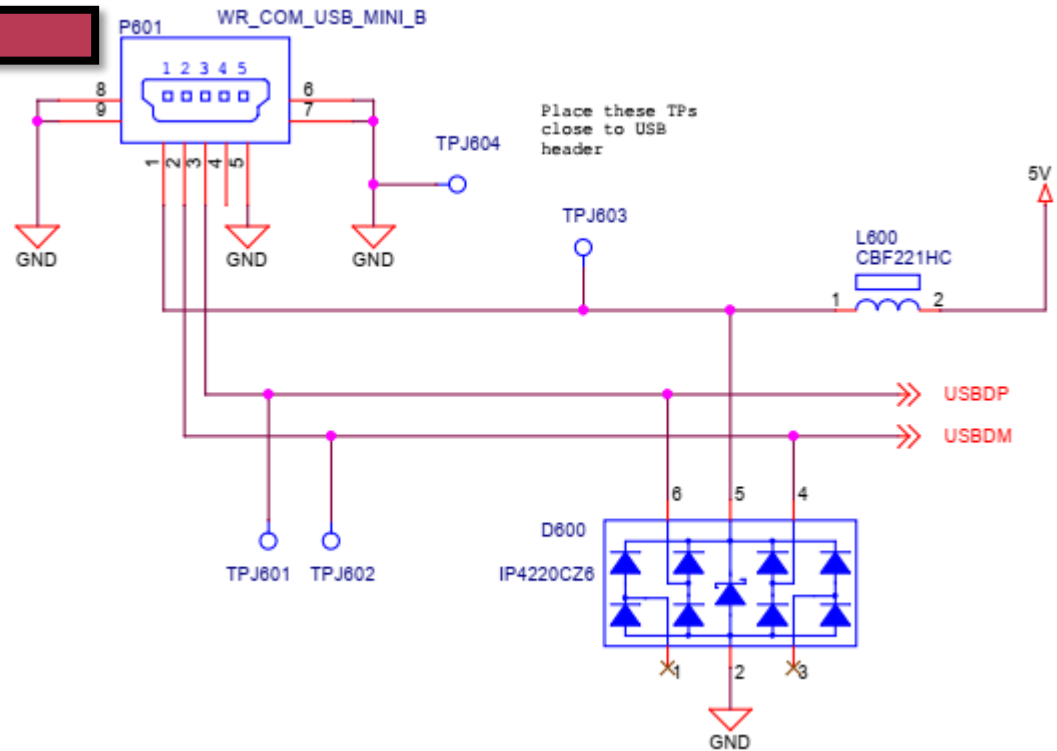 WR_COM_USB_MINI_B
P601
1 2 3 4 5
8
9
6
7
1
2
3
4
5
GND
GND
GND
TPJ604
Place these TPs
close to USB
header
TPJ603
5V
L600
CBF221HC
1
2
USBDP
USBDM
TPJ601
TPJ602
6
5
4
D600
IP4220CZ6
1
2
3
GND